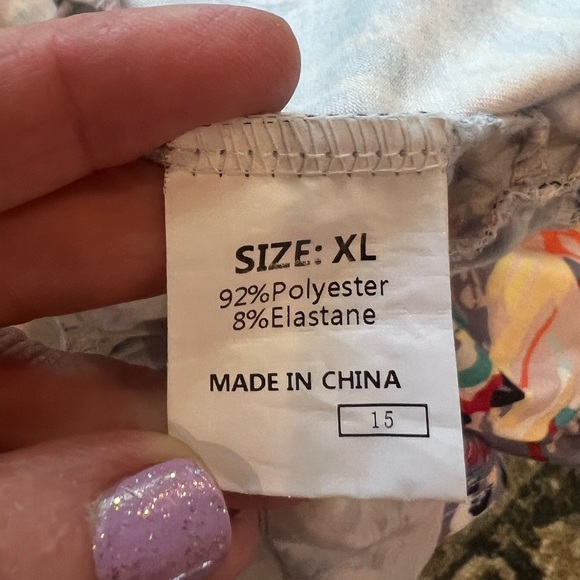 SIZE: XL
92%Polyester
8%Elastane
MADE IN CHINA
15